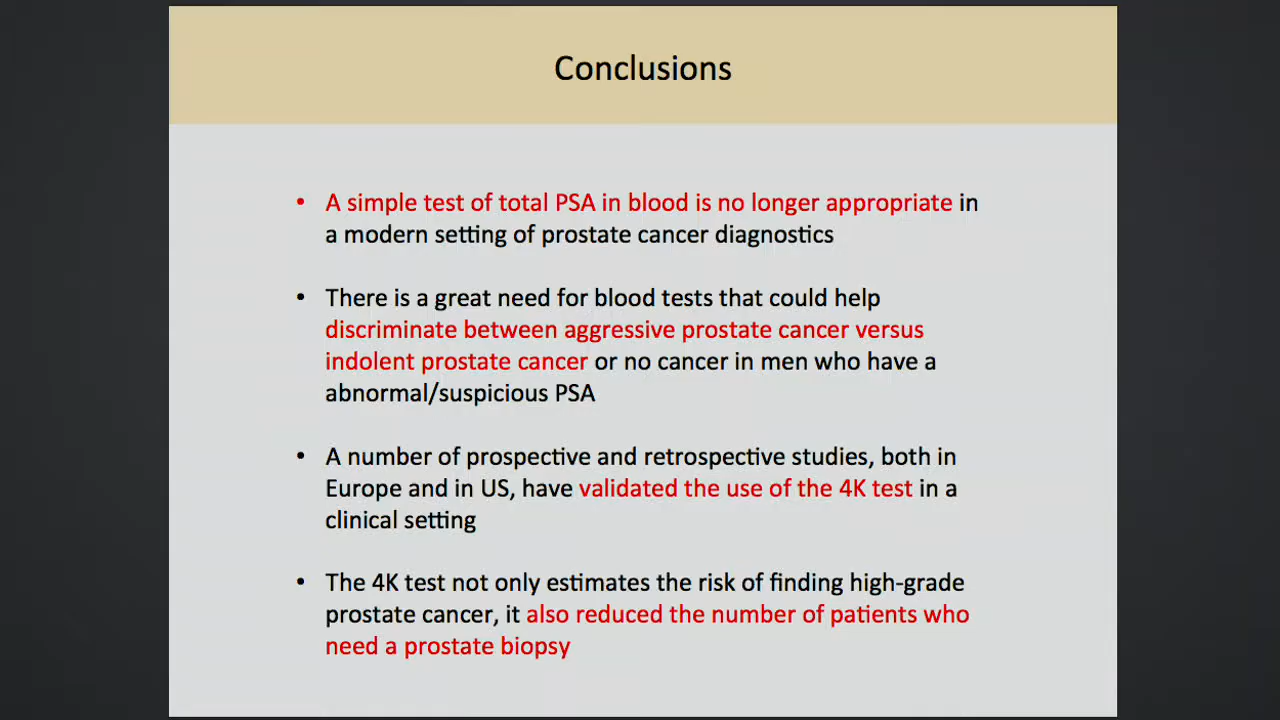 Conclusions
• A simple test of total PSA in blood is no longer appropriate in
a modern setting of prostate cancer diagnostics
• There is a great need for blood tests that could help
discriminate between aggressive prostate cancer versus
indolent prostate cancer or no cancer in men who have a
abnormal/suspicious PSA
• A number of prospective and retrospective studies, both in
Europe and in US, have validated the use of the 4K test in a
clinical setting
• The 4K test not only estimates the risk of finding high-grade
prostate cancer, it also reduced the number of patients who
need a prostate biopsy